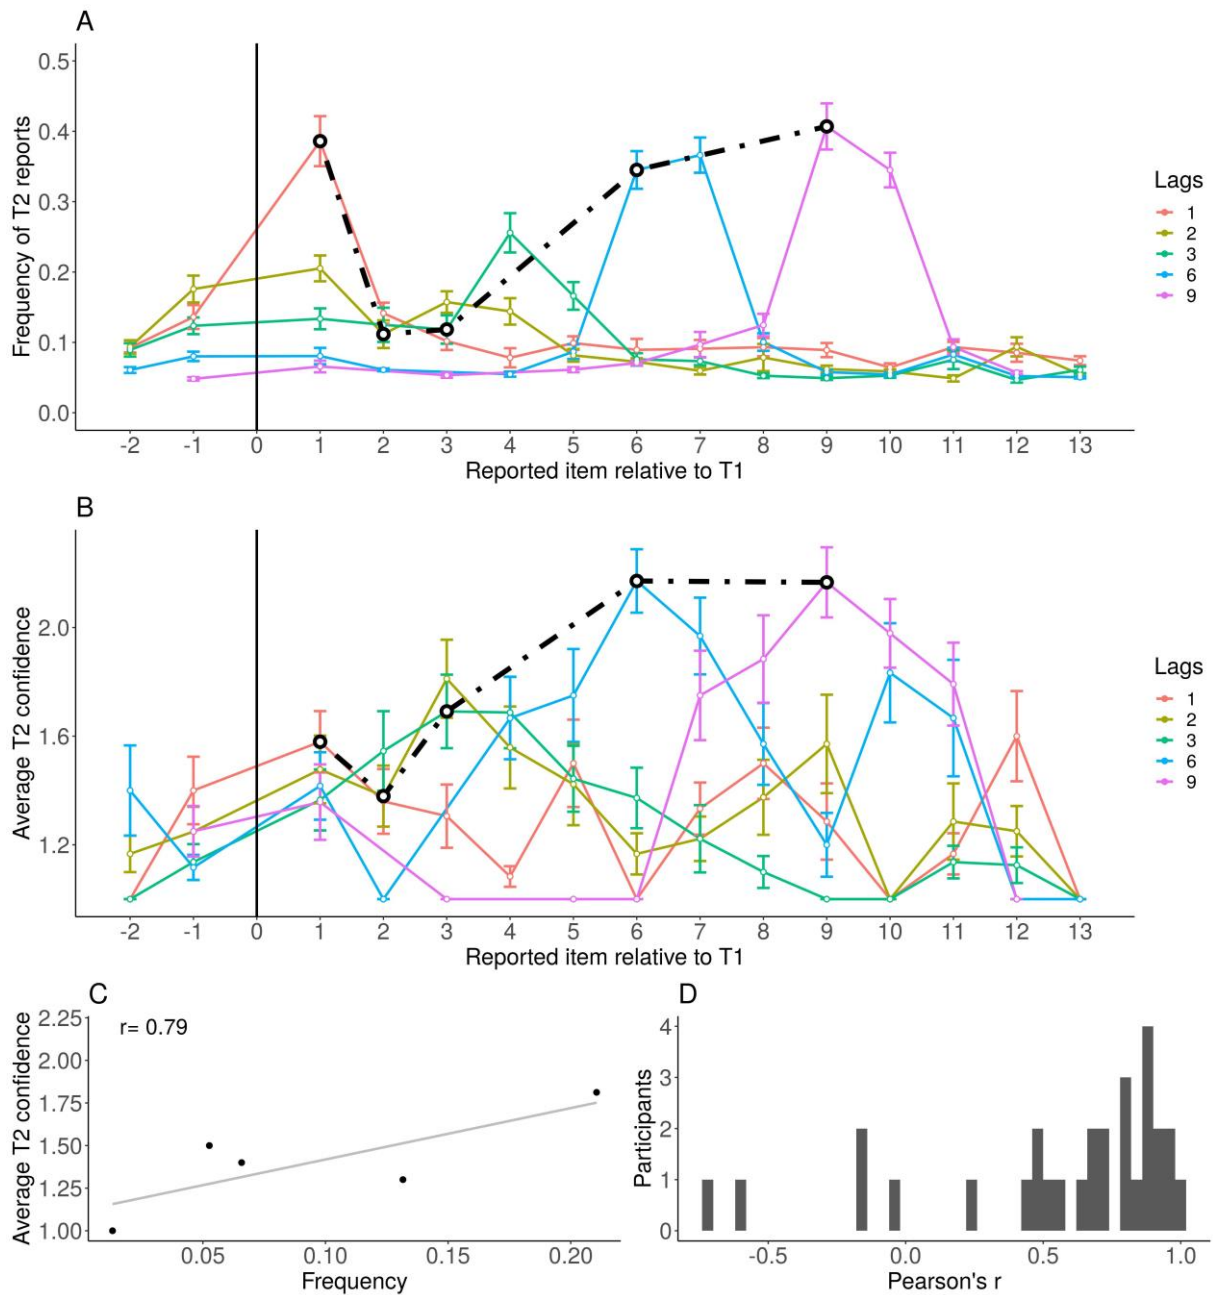 A
0.5
0.4
0.3
0.2
0.1
0.0
Frequency of T2 reports
-2 -1 0 1 2 3 4 5 6 7 8 9 10 11 12 13
Reported item relative to T1
Lags
1
2
3
6
9
B
2.0
1.6
1.2
Average T2 confidence
-2 -1 0 1 2 3 4 5 6 7 8 9 10 11 12 13
Reported item relative to T1
Lags
1
2
3
6
9
C
r= 0.79
2.25
2.00
1.75
1.50
1.25
1.00
Average T2 confidence
0.05 0.10 0.15 0.20
Frequency
D
4
3
2
1
0
Participants
-0.5 0.0 0.5 1.0
Pearson's r